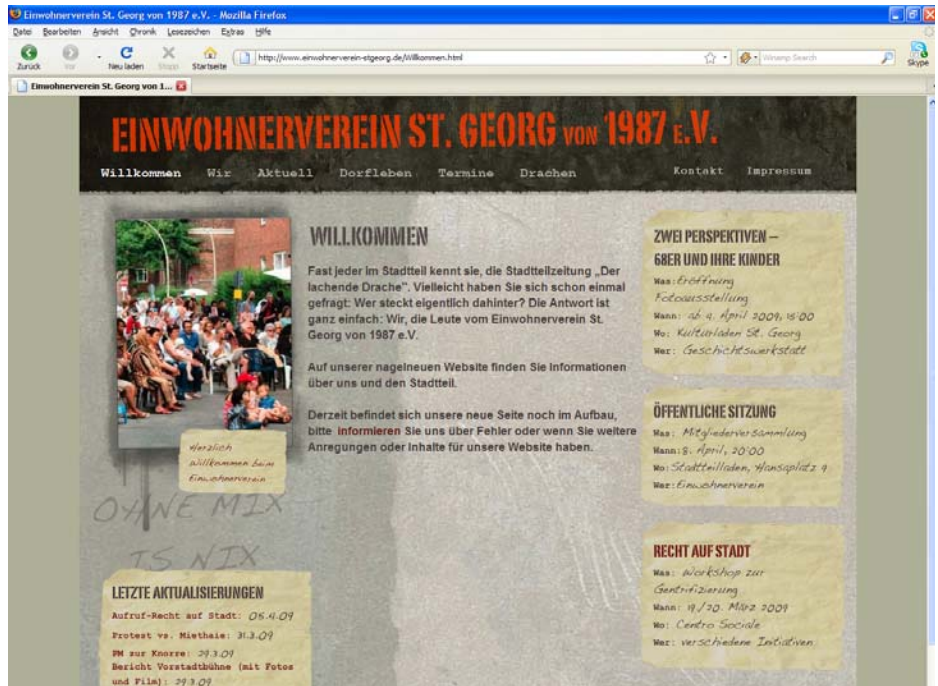 Einwohnerverein St. Georg von 1987 e.V. - Mozilla Firefox
Datei Bearbeiten Ansicht Chronik Lesezeichen Extras Hilfe
Zurück Vor Neu laden Stopp Startseite http://www.einwohnerverein-stgeorg.de/Willkommen.html Winamp Search Skype
Einwohnerverein St. Georg von 1...
EINWOHNERVEREIN ST. GEORG VON 1987 E.V.
Willkommen Wir Aktuell Dorfleben Termine Drachen Kontakt Impressum
WILLKOMMEN
Fast jeder im Stadtteil kennt sie, die Stadtteilzeitung „Der
lachende Drache". Vielleicht haben Sie sich schon einmal
gefragt: Wer steckt eigentlich dahinter? Die Antwort ist
ganz einfach: Wir, die Leute vom Einwohnerverein St.
Georg von 1987 e.V.
Auf unserer nagelneuen Website finden Sie Informationen
über uns und den Stadtteil.
Derzeit befindet sich unsere neue Seite noch im Aufbau,
bitte informieren Sie uns über Fehler oder wenn Sie weitere
Anregungen oder Inhalte für unsere Website haben.
Herzlich
willkommen beim
Einwohnerverein
OHNE MIX
IS NIX
LETZTE AKTUALISIERUNGEN
Aufruf-Recht auf Stadt: 05.4.09
Protest vs. Miethaie: 31.3.09
PM zur Knorre: 29.3.09
Bericht Vorstadtbühne (mit Fotos
und Film): 29.3.09
ZWEI PERSPEKTIVEN –
68ER UND IHRE KINDER
Was: Eröffnung
Fotoausstellung
Wann: ab 9. April 2009, 15:00
Wo: Kulturladen St. Georg
Wer: Geschichtswerkstatt
ÖFFENTLICHE SITZUNG
Was: Mitgliederversammlung
Wann: 8. April, 20:00
Wo: Stadtteilladen, Hansaplatz 9
Wer: Einwohnerverein
RECHT AUF STADT
Was: Workshop zur
Gentrifizierung
Wann: 19/20. März 2009
Wo: Centro Sociale
Wer: verschiedene Initiativen